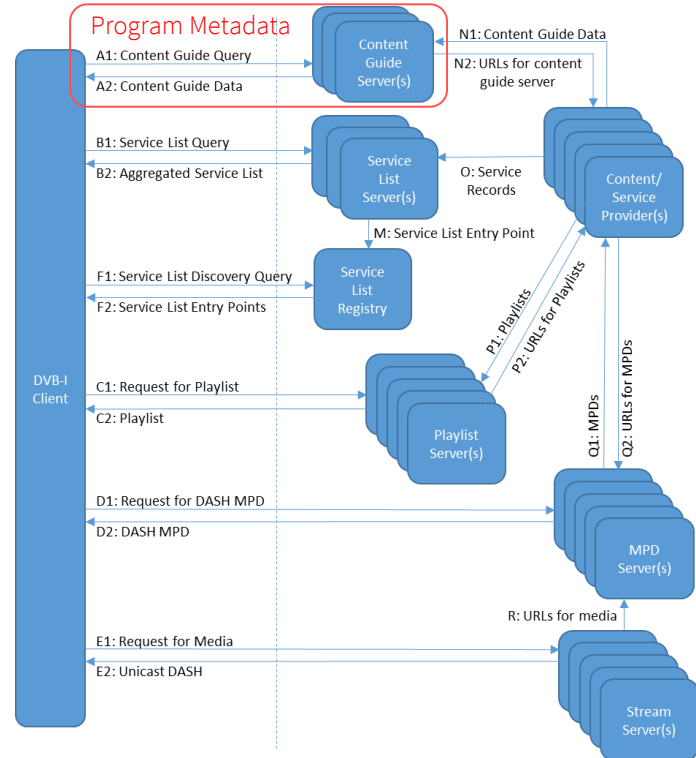 Program Metadata
A1: Content Guide Query
A2: Content Guide Data
Content
Guide
Server(s)
N1: Content Guide Data
N2: URLs for content
guide server
B1: Service List Query
B2: Aggregated Service List
Service
List
Server(s)
O: Service
Records
Content/
Service
Provider(s)
M: Service List Entry Point
F1: Service List Discovery Query
F2: Service List Entry Points
Service
List
Registry
P1: Playlists
P2: URLs for Playlists
Q1: MPDs
Q2: URLs for MPDs
DVB-I
Client
C1: Request for Playlist
C2: Playlist
Playlist
Server(s)
D1: Request for DASH MPD
D2: DASH MPD
MPD
Server(s)
R: URLs for media
E1: Request for Media
E2: Unicast DASH
Stream
Server(s)